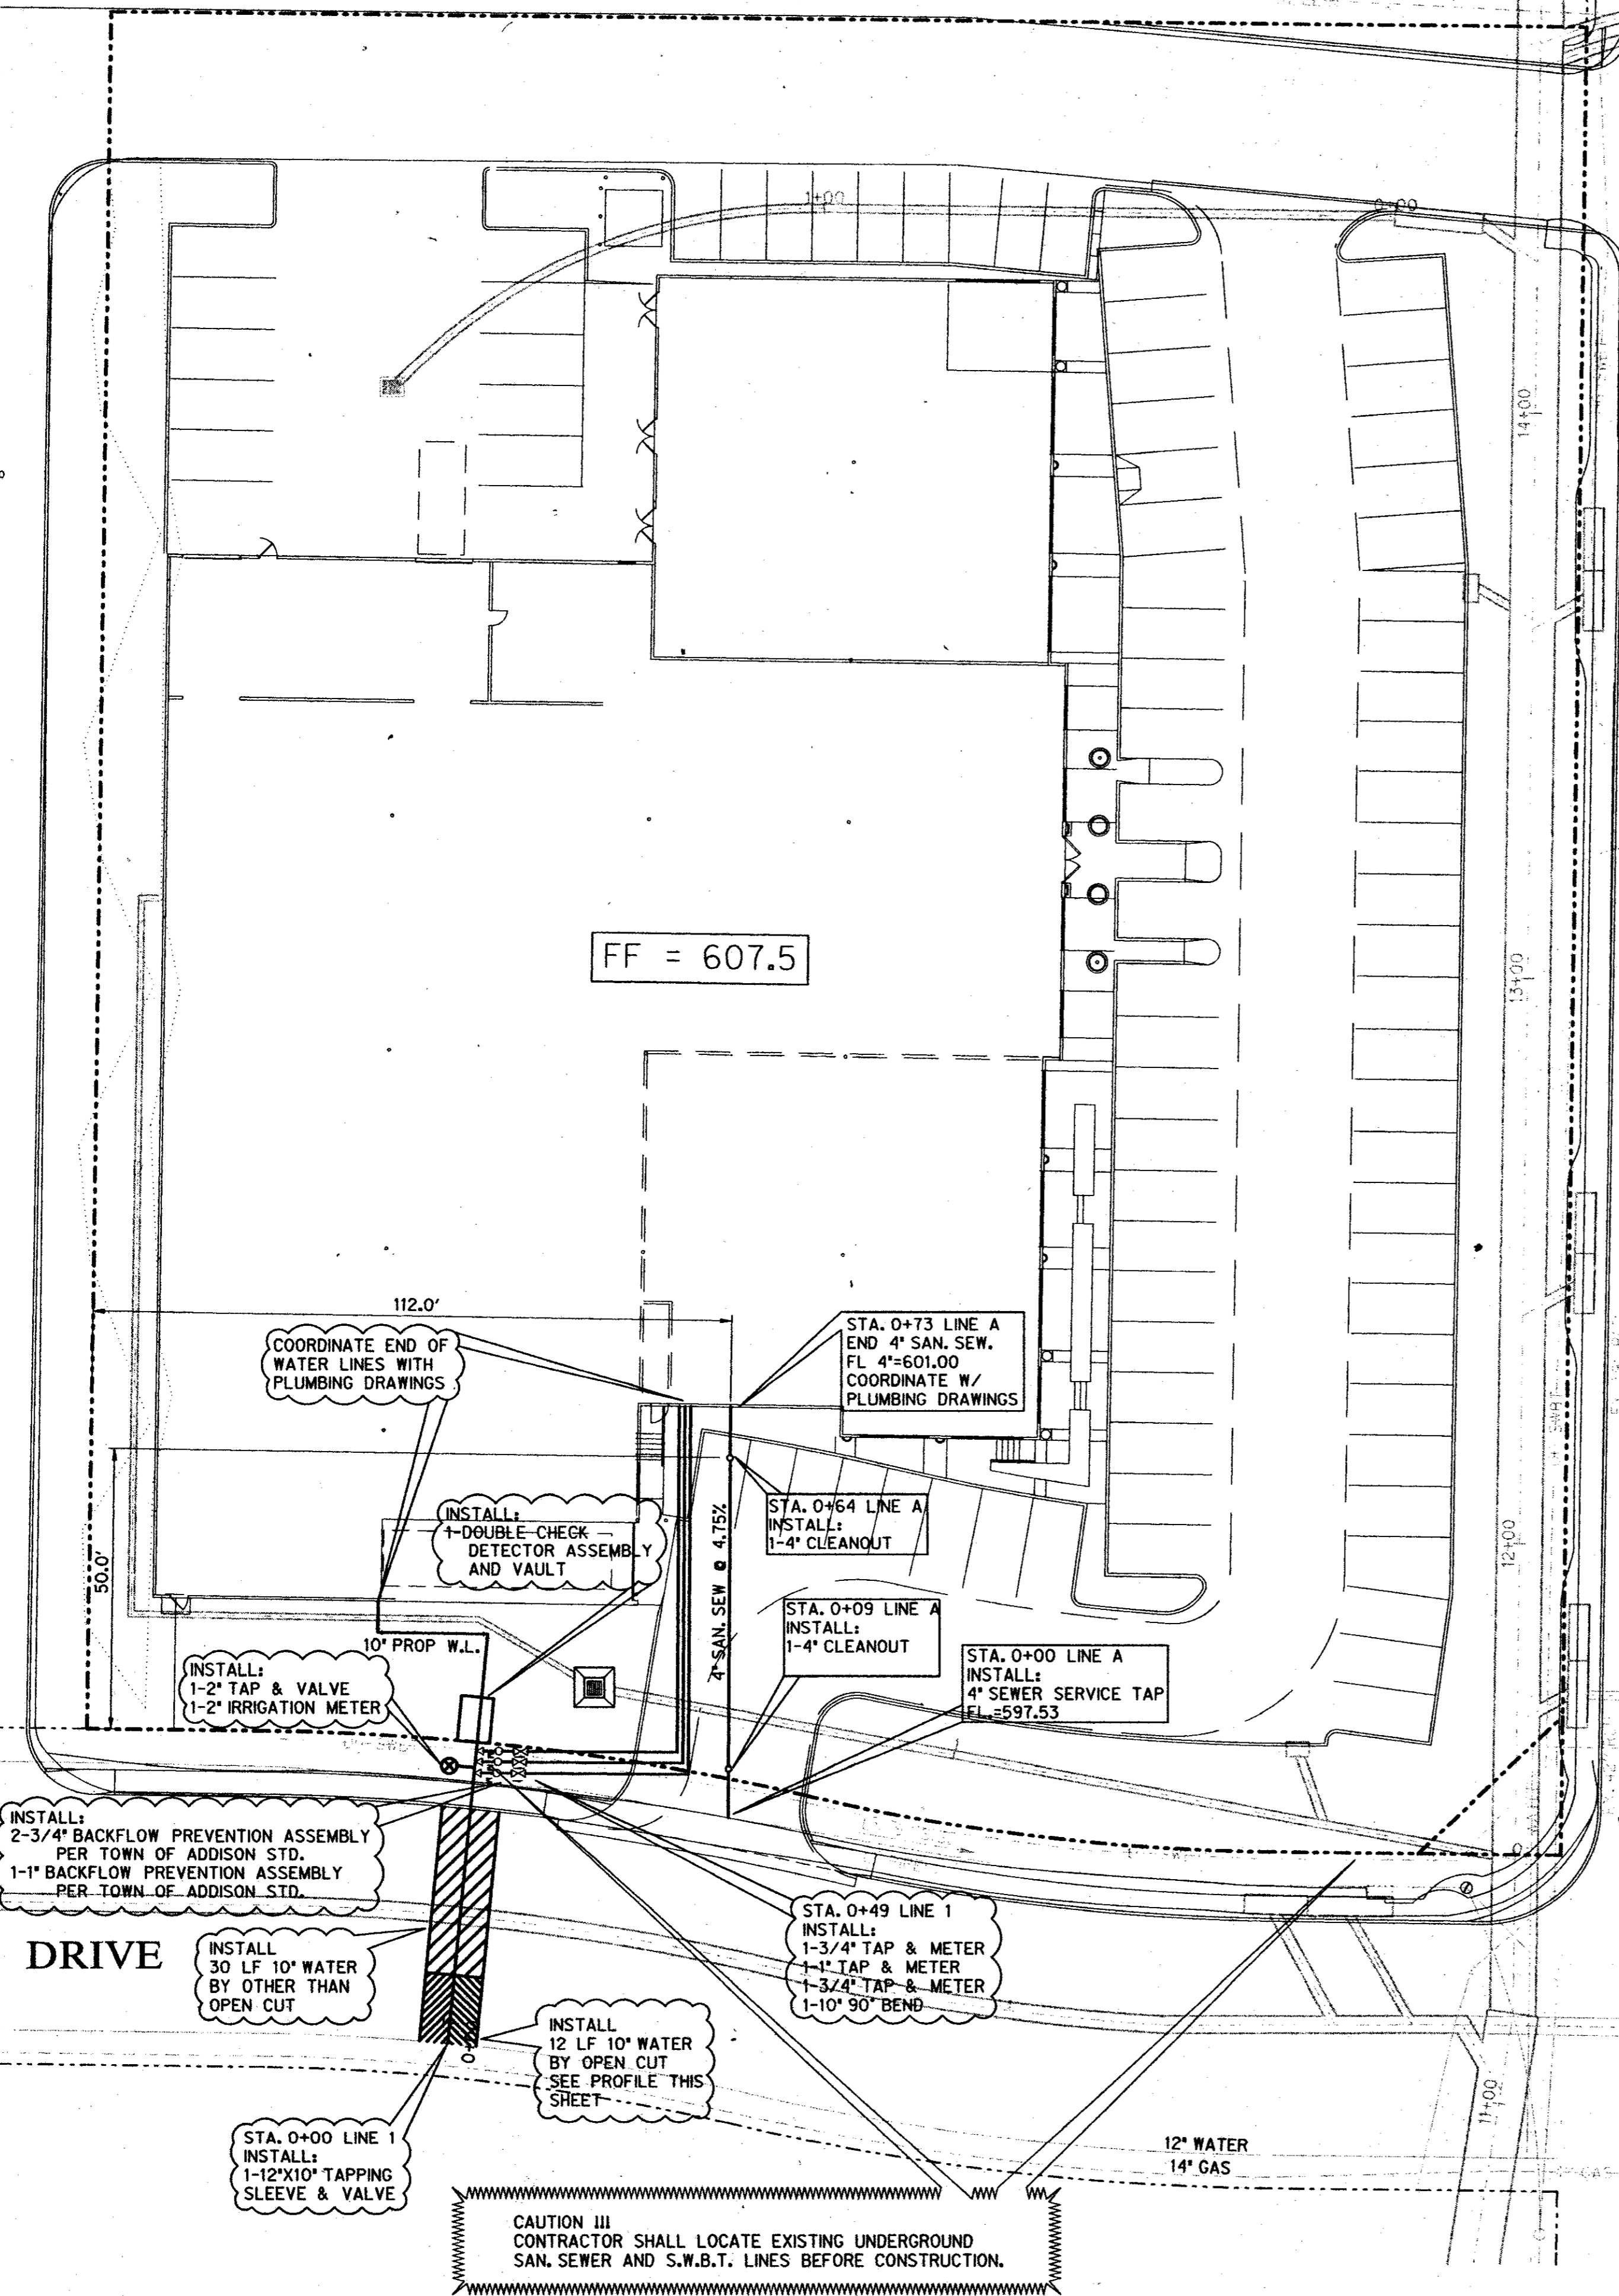 1+00
0+00
14+00
FF = 607.5
13+00
112.0'
COORDINATE END OF
WATER LINES WITH
PLUMBING DRAWINGS
STA. 0+73 LINE A
END 4" SAN. SEW.
FL 4"=601.00
COORDINATE W/
PLUMBING DRAWINGS
50.0'
INSTALL:
1-DOUBLE CHECK
DETECTOR ASSEMBLY
AND VAULT
4" SAN. SEW @ 4.75%
STA. 0+64 LINE A
INSTALL:
1-4" CLEANOUT
12+00
STA. 0+09 LINE A
INSTALL:
1-4" CLEANOUT
10" PROP W.L.
INSTALL:
1-2" TAP & VALVE
1-2" IRRIGATION METER
STA. 0+00 LINE A
INSTALL:
4" SEWER SERVICE TAP
FL.=597.53
INSTALL:
2-3/4" BACKFLOW PREVENTION ASSEMBLY
PER TOWN OF ADDISON STD.
1-1" BACKFLOW PREVENTION ASSEMBLY
PER TOWN OF ADDISON STD.
DRIVE
INSTALL
30 LF 10" WATER
BY OTHER THAN
OPEN CUT
STA. 0+49 LINE 1
INSTALL:
1-3/4" TAP & METER
1-1" TAP & METER
1-3/4" TAP & METER
1-10" 90° BEND
INSTALL
12 LF 10" WATER
BY OPEN CUT
SEE PROFILE THIS
SHEET
11+00
STA. 0+00 LINE 1
INSTALL:
1-12"X10" TAPPING
SLEEVE & VALVE
12" WATER
14" GAS
GAS
CAUTION !!!
CONTRACTOR SHALL LOCATE EXISTING UNDERGROUND
SAN. SEWER AND S.W.B.T. LINES BEFORE CONSTRUCTION.